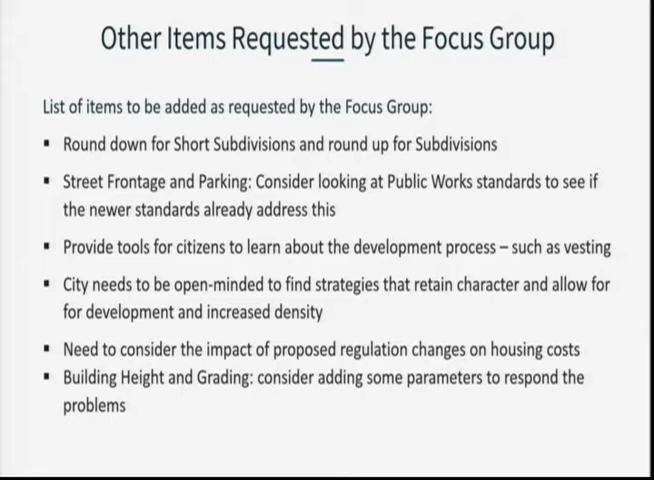 Other Items Requested by the Focus Group
List of items to be added as requested by the Focus Group:
▪ Round down for Short Subdivisions and round up for Subdivisions
▪ Street Frontage and Parking: Consider looking at Public Works standards to see if
the newer standards already address this
▪ Provide tools for citizens to learn about the development process – such as vesting
▪ City needs to be open-minded to find strategies that retain character and allow for
for development and increased density
▪ Need to consider the impact of proposed regulation changes on housing costs
▪ Building Height and Grading: consider adding some parameters to respond the
problems